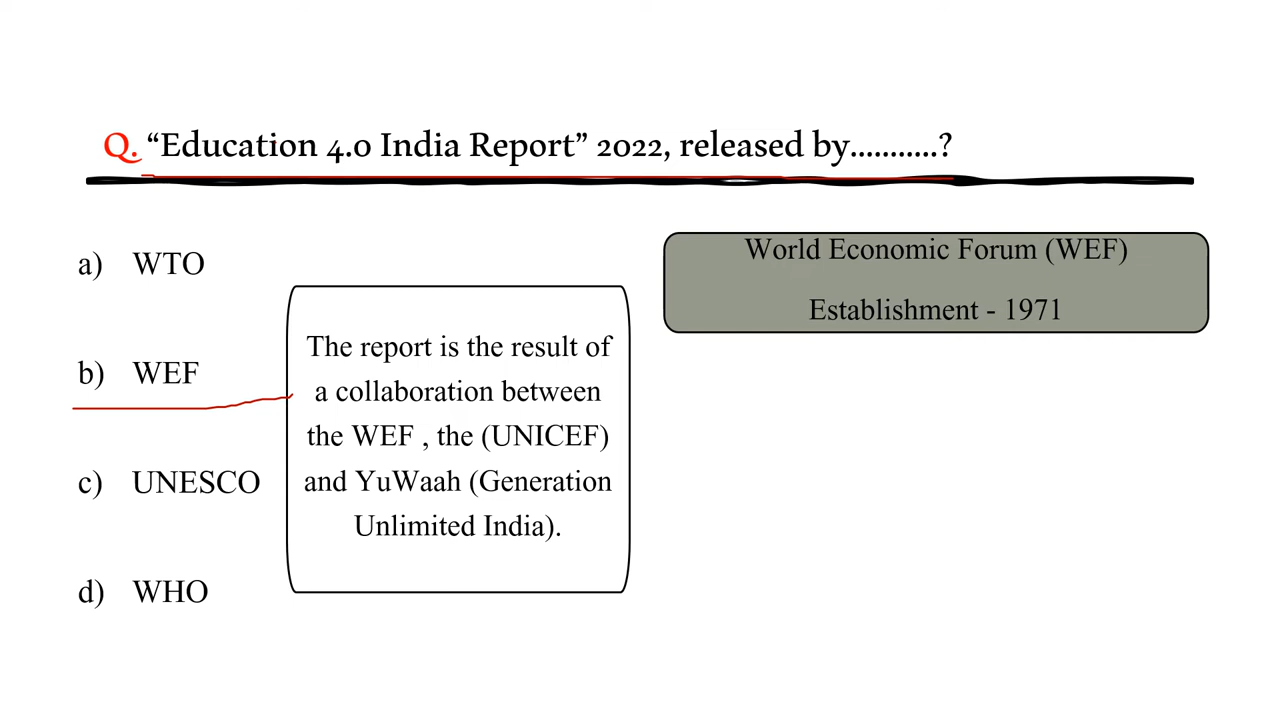 Q. “Education 4.0 India Report” 2022, released by...........?
a) WTO
b) WEF
c) UNESCO
d) WHO
The report is the result of
a collaboration between
the WEF , the (UNICEF)
and YuWaah (Generation
Unlimited India).
World Economic Forum (WEF)
Establishment - 1971